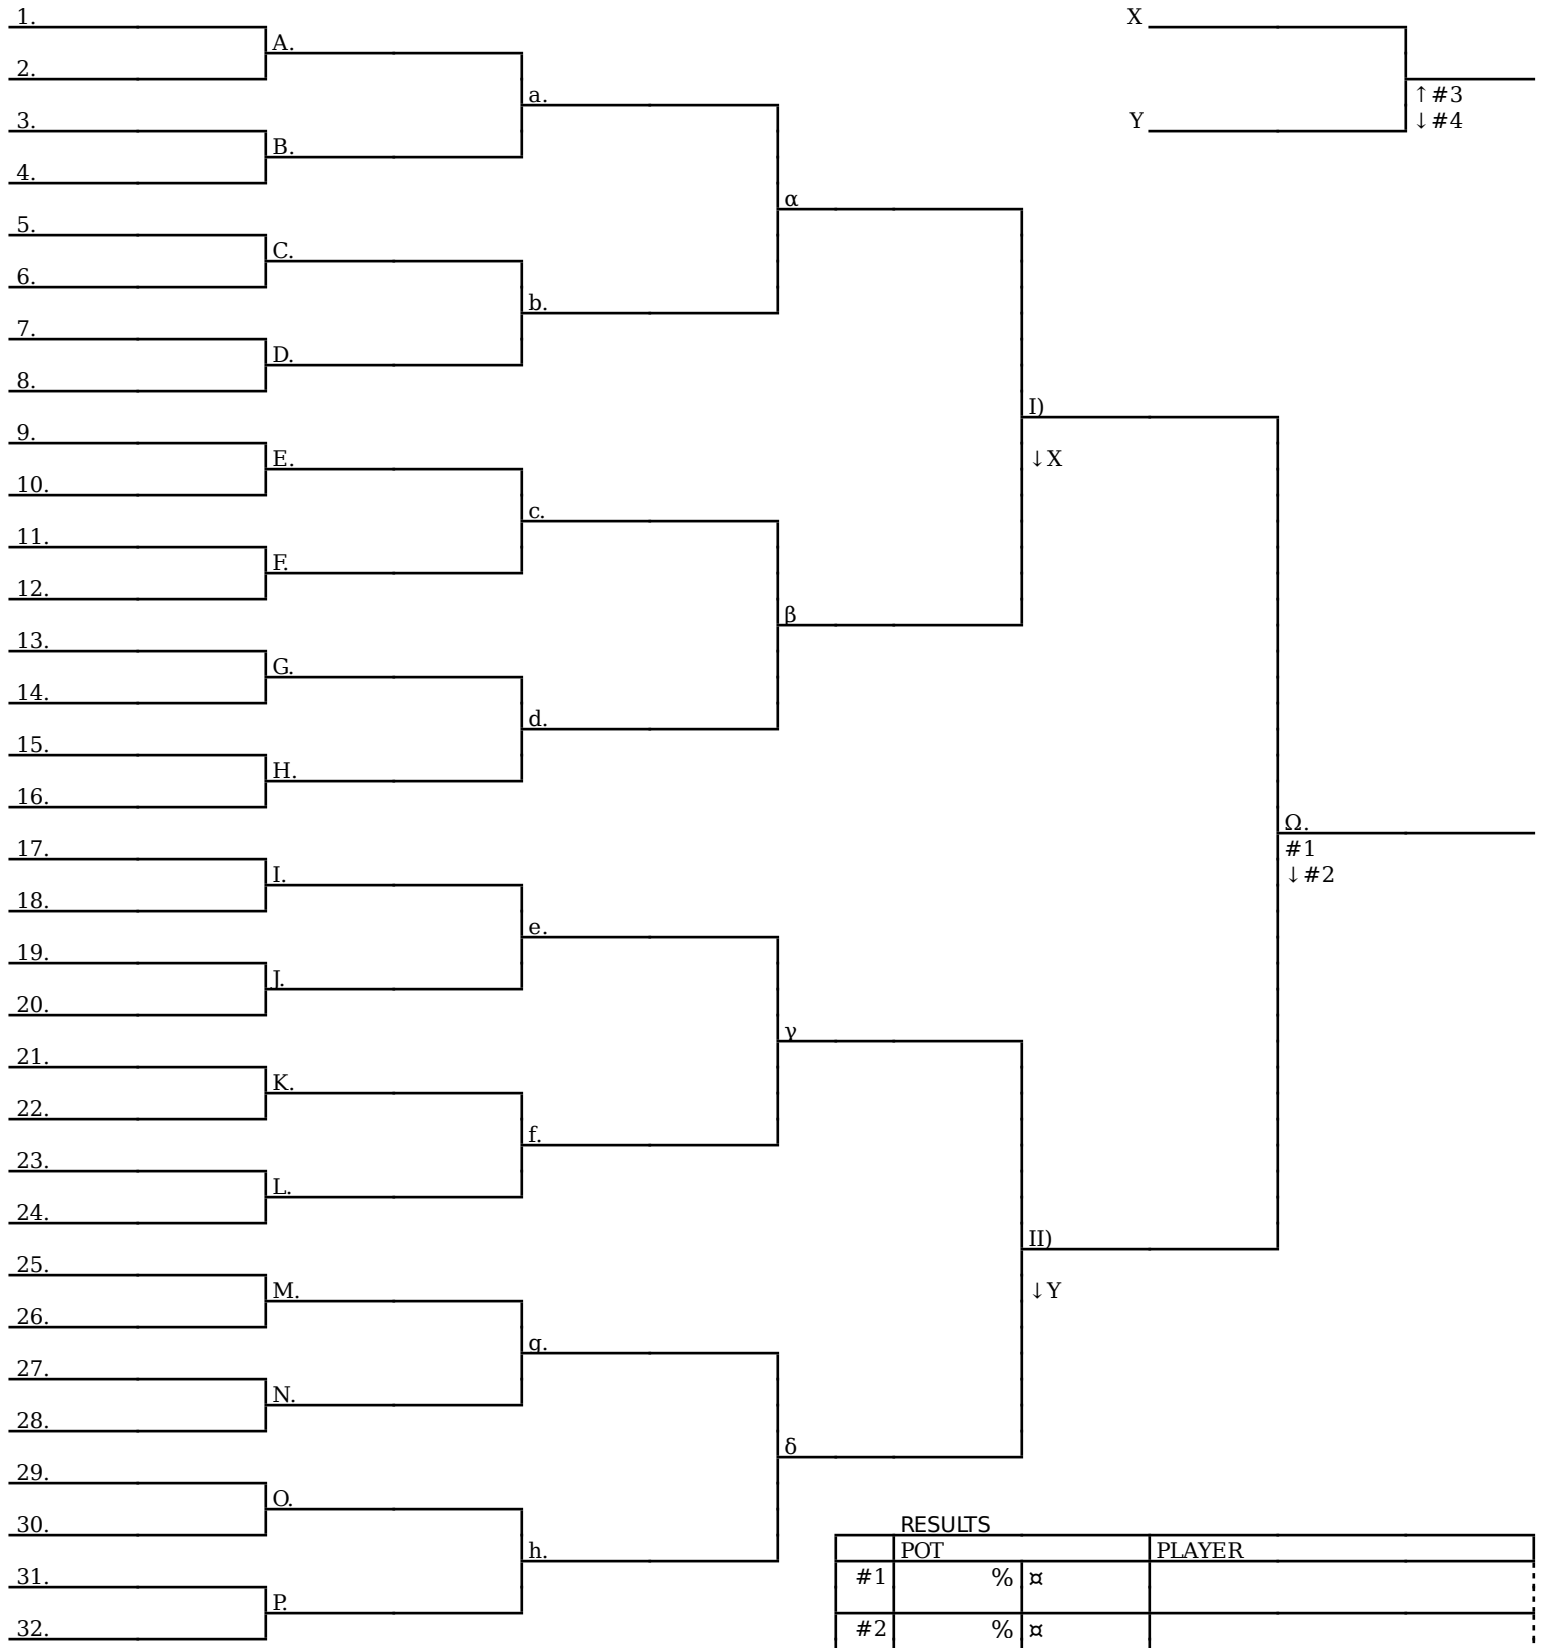 1.
2.
3.
4.
5.
6.
7.
8.
9.
10.
11.
12.
13.
14.
15.
16.
17.
18.
19.
20.
21.
22.
23.
24.
25.
26.
27.
28.
29.
30.
31.
32.
A.
B.
C.
D.
E.
F.
G.
H.
I.
J.
K.
L.
M.
N.
O.
P.
a.
b.
c.
d.
e.
f.
g.
h.
α
β
γ
δ
I)
↓X
II)
↓Y
Ω.
#1
↓#2
X
Y
↑#3
↓#4
RESULTS
POT PLAYER
#1 % ¤
#2 % ¤